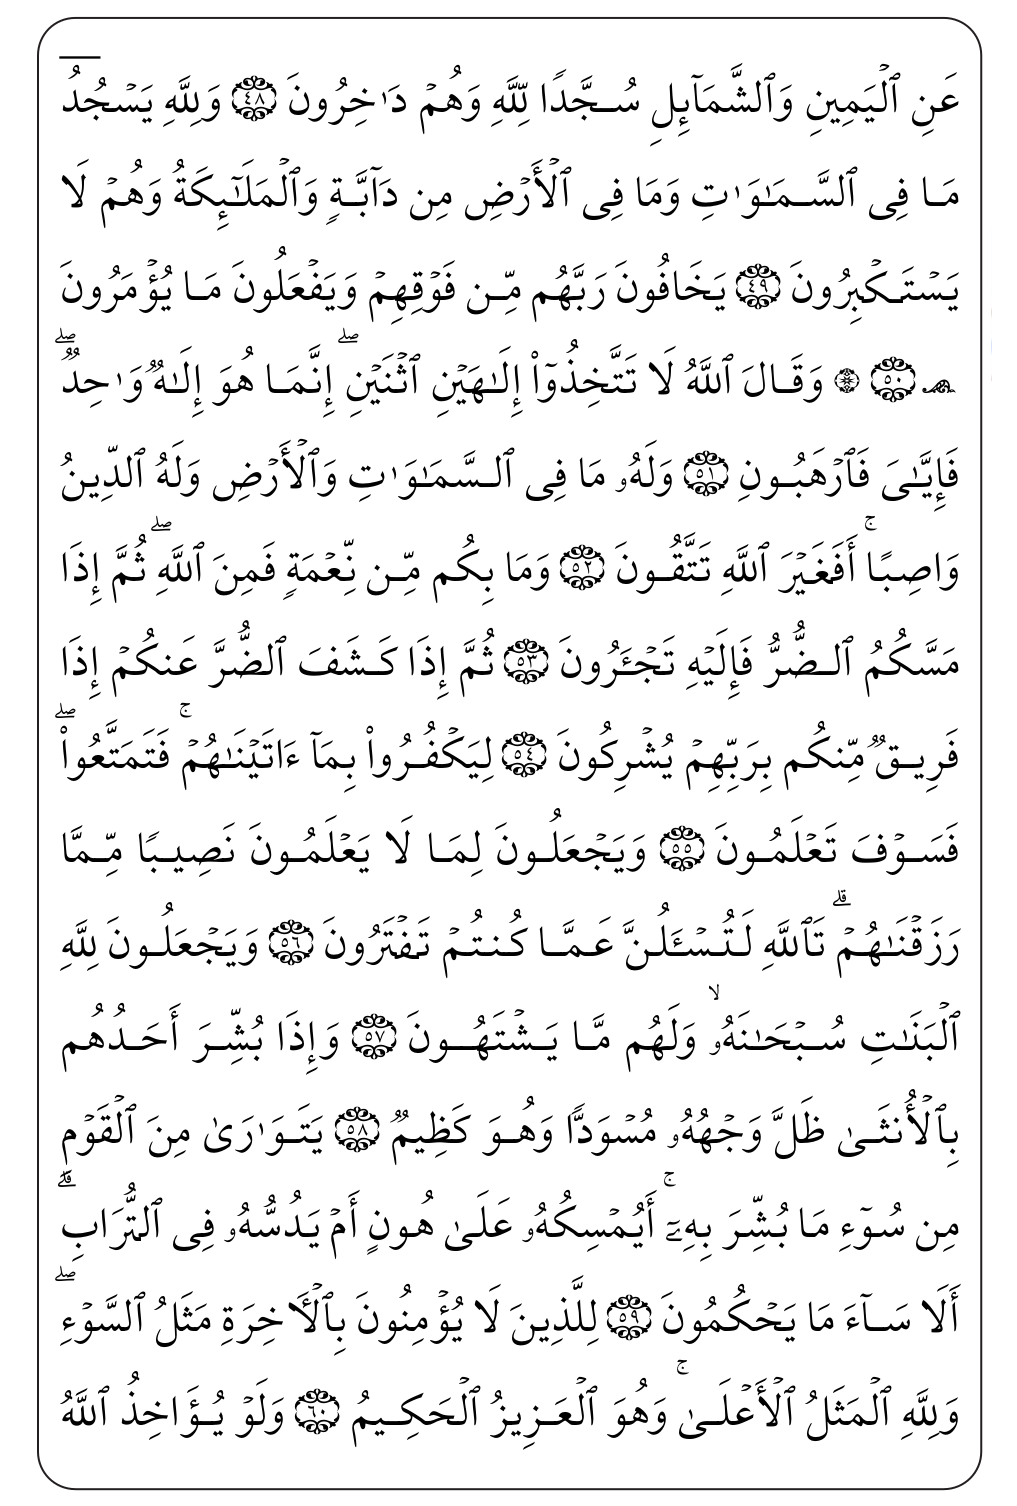 عَنِ ٱلۡيَمِينِ وَٱلشَّمَآئِلِ سُجَّدٗا لِّلَّهِ وَهُمۡ دَٰخِرُونَ ٤٨ وَلِلَّهِۤ يَسۡجُدُۤ
مَا فِي ٱلسَّمَٰوَٰتِ وَمَا فِي ٱلۡأَرۡضِ مِن دَآبَّةٖ وَٱلۡمَلَٰٓئِكَةُ وَهُمۡ لَا
يَسۡتَكۡبِرُونَ ٤٩ يَخَافُونَ رَبَّهُم مِّن فَوۡقِهِمۡ وَيَفۡعَلُونَ مَا يُؤۡمَرُونَ
۩ ٥٠ ۞ وَقَالَ ٱللَّهُ لَا تَتَّخِذُوٓاْ إِلَٰهَيۡنِ ٱثۡنَيۡنِۖ إِنَّمَا هُوَ إِلَٰهٞ وَٰحِدٞۖ
فَإِيَّٰيَ فَٱرۡهَبُونِ ٥١ وَلَهُۥ مَا فِي ٱلسَّمَٰوَٰتِ وَٱلۡأَرۡضِ وَلَهُ ٱلدِّينُ
وَاصِبًاۚ أَفَغَيۡرَ ٱللَّهِ تَتَّقُونَ ٥٢ وَمَا بِكُم مِّن نِّعۡمَةٖ فَمِنَ ٱللَّهِۖ ثُمَّ إِذَا
مَسَّكُمُ ٱلضُّرُّ فَإِلَيۡهِ تَجۡـَٔرُونَ ٥٣ ثُمَّ إِذَا كَشَفَ ٱلضُّرَّ عَنكُمۡ إِذَا
فَرِيقٞ مِّنكُم بِرَبِّهِمۡ يُشۡرِكُونَ ٥٤ لِيَكۡفُرُواْ بِمَآ ءَاتَيۡنَٰهُمۡۚ فَتَمَتَّعُواْۖ
فَسَوۡفَ تَعۡلَمُونَ ٥٥ وَيَجۡعَلُونَ لِمَا لَا يَعۡلَمُونَ نَصِيبٗا مِّمَّا
رَزَقۡنَٰهُمۡۗ تَٱللَّهِ لَتُسۡـَٔلُنَّ عَمَّا كُنتُمۡ تَفۡتَرُونَ ٥٦ وَيَجۡعَلُونَ لِلَّهِ
ٱلۡبَنَٰتِ سُبۡحَٰنَهُۥۙ وَلَهُم مَّا يَشۡتَهُونَ ٥٧ وَإِذَا بُشِّرَ أَحَدُهُم
بِٱلۡأُنثَىٰ ظَلَّ وَجۡهُهُۥ مُسۡوَدّٗا وَهُوَ كَظِيمٞ ٥٨ يَتَوَٰرَىٰ مِنَ ٱلۡقَوۡمِ
مِن سُوٓءِ مَا بُشِّرَ بِهِۦٓۚ أَيُمۡسِكُهُۥ عَلَىٰ هُونٍ أَمۡ يَدُسُّهُۥ فِي ٱلتُّرَابِۗ
أَلَا سَآءَ مَا يَحۡكُمُونَ ٥٩ لِلَّذِينَ لَا يُؤۡمِنُونَ بِٱلۡأٓخِرَةِ مَثَلُ ٱلسَّوۡءِۖ
وَلِلَّهِ ٱلۡمَثَلُ ٱلۡأَعۡلَىٰۚ وَهُوَ ٱلۡعَزِيزُ ٱلۡحَكِيمُ ٦٠ وَلَوۡ يُؤَاخِذُ ٱللَّهُ